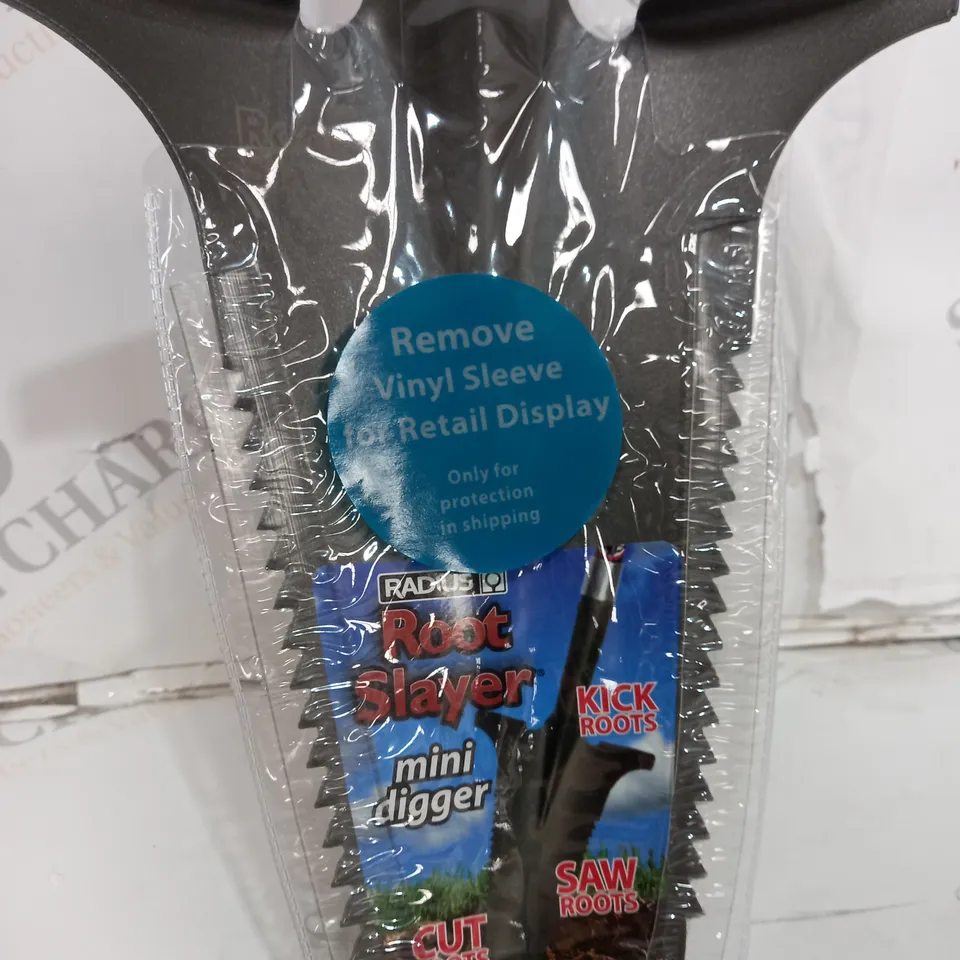 Remove
Vinyl Sleeve
for Retail Display
Only for
protection
in shipping
RADIUS
Root
Slayer
mini
digger
KICK
ROOTS
SAW
ROOTS
CUT